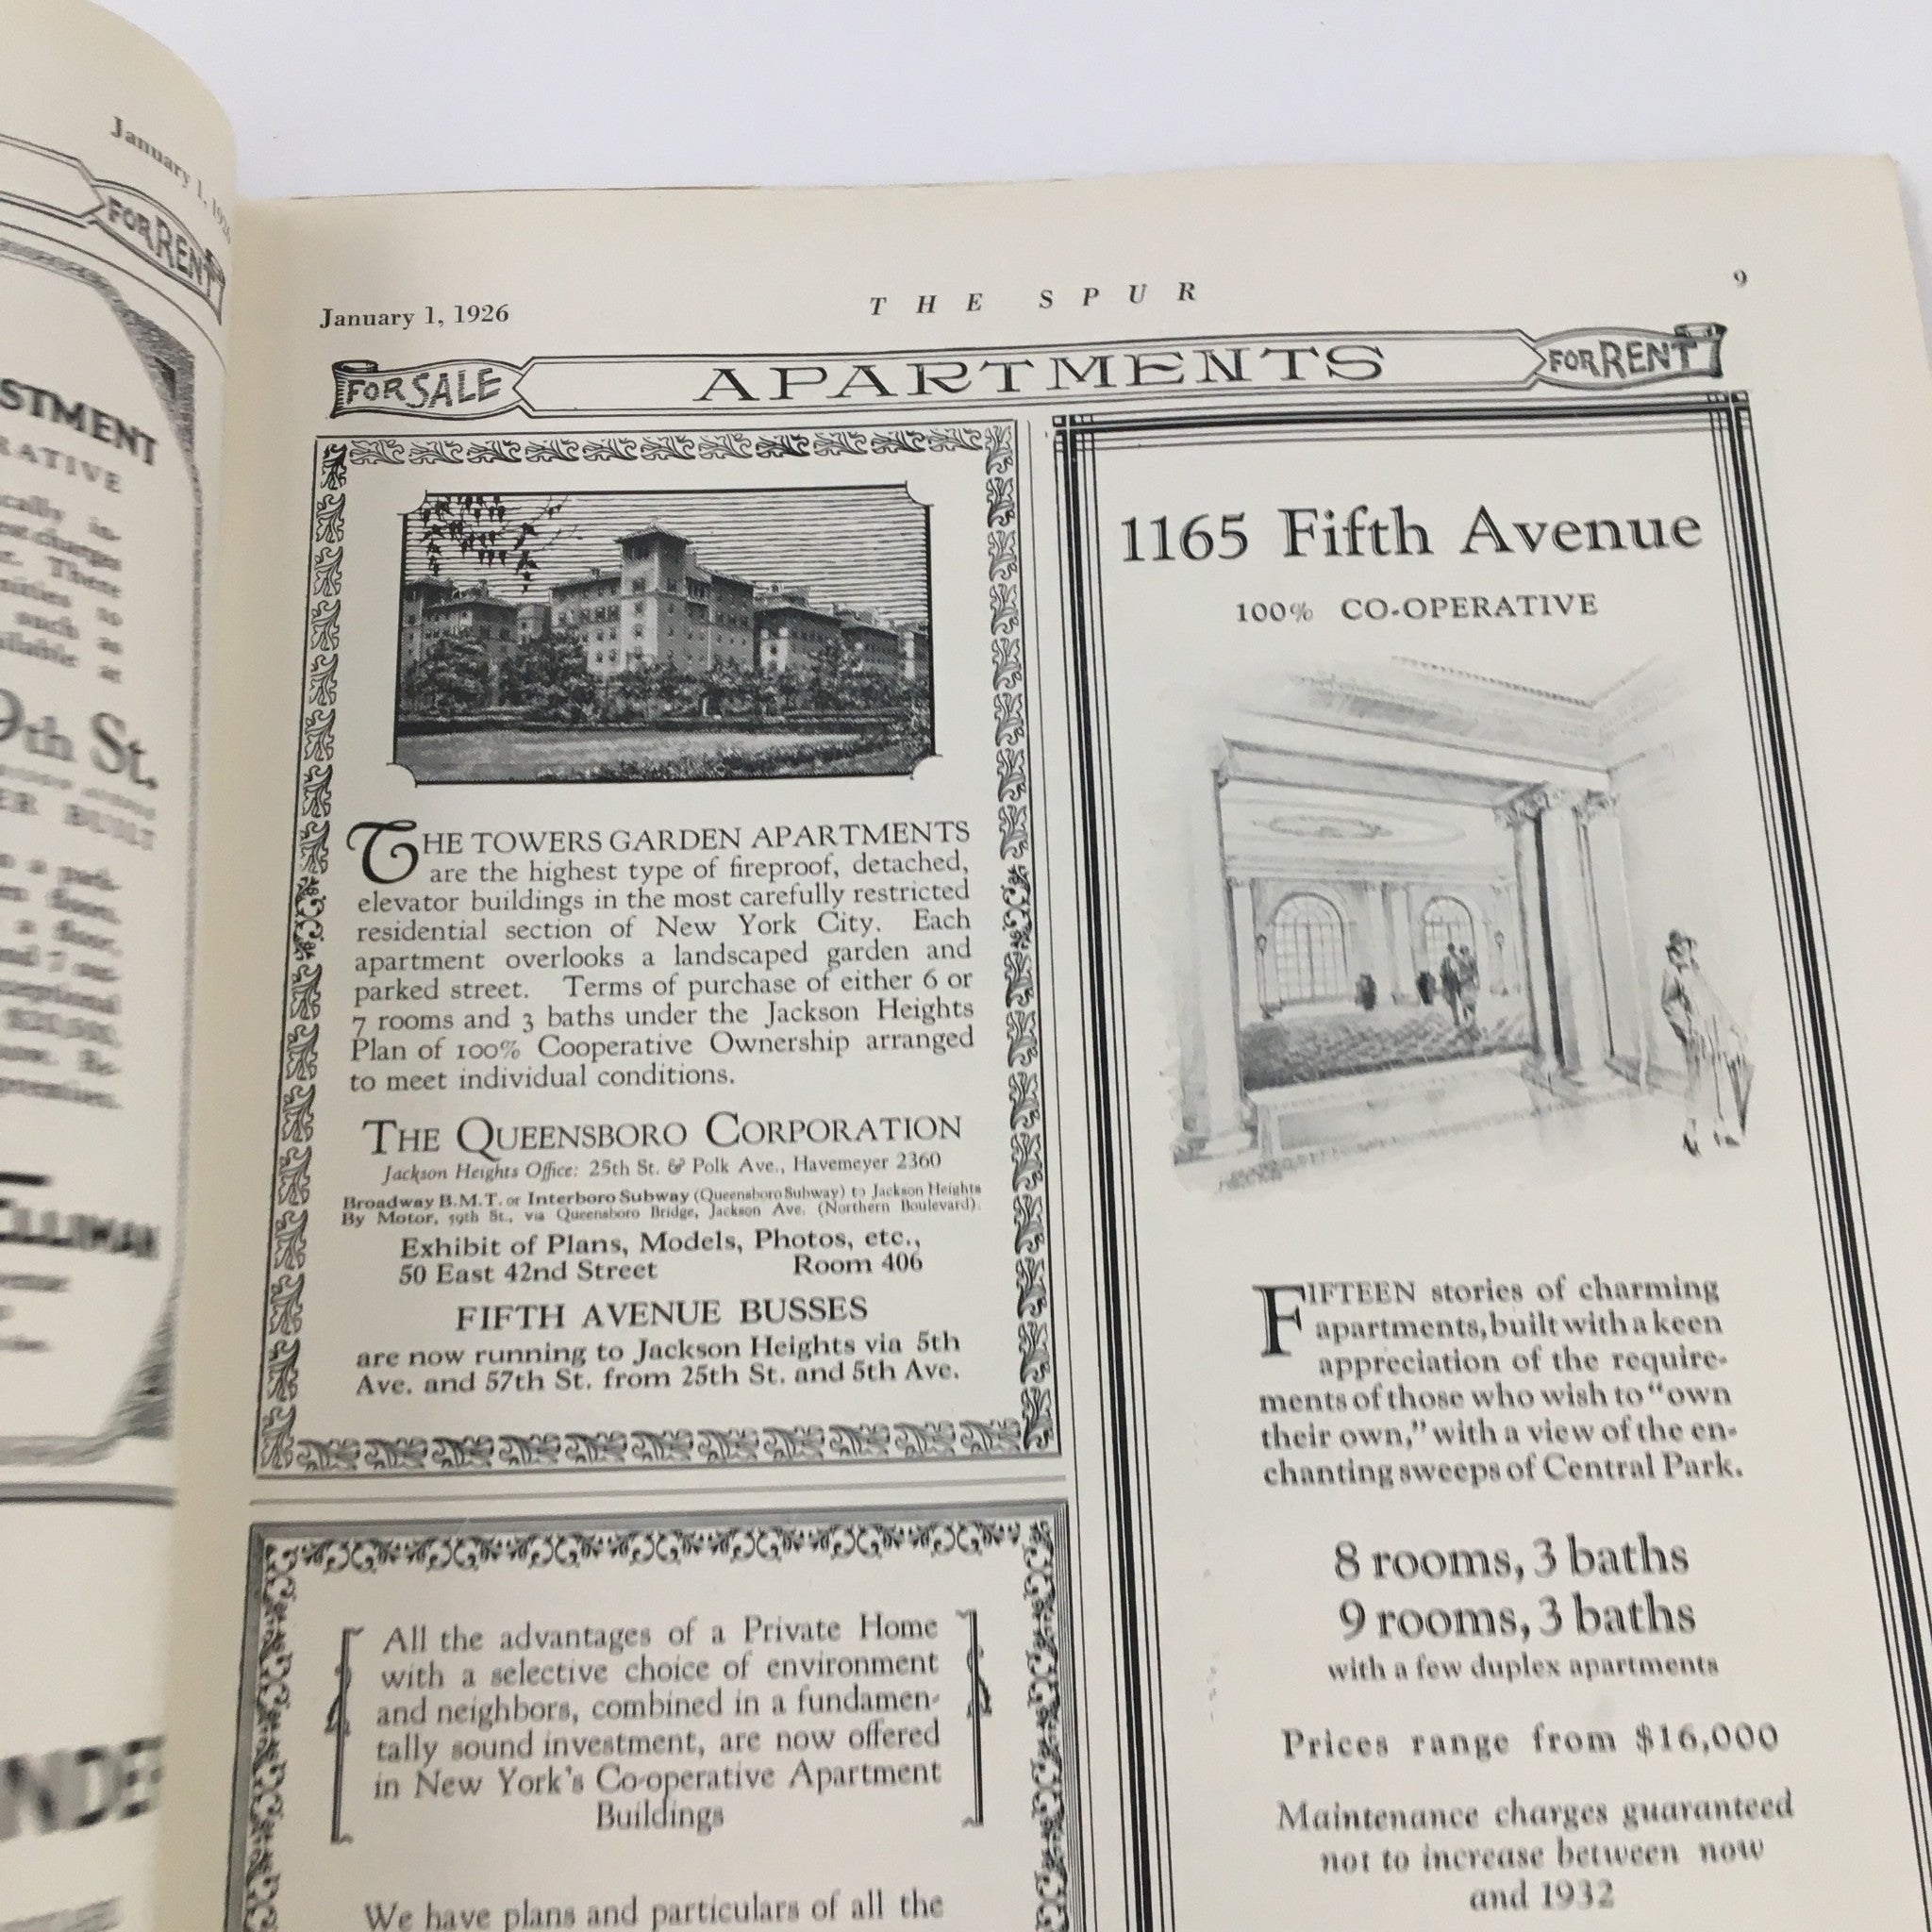 January 1, 1926
FOR RENT
STMENT
RATIVE
9th St.
January 1, 1926
THE SPUR
9
FOR SALE
APARTMENTS
FOR RENT
THE TOWERS GARDEN APARTMENTS
are the highest type of fireproof, detached,
elevator buildings in the most carefully restricted
residential section of New York City. Each
apartment overlooks a landscaped garden and
parked street. Terms of purchase of either 6 or
7 rooms and 3 baths under the Jackson Heights
Plan of 100% Cooperative Ownership arranged
to meet individual conditions.
THE QUEENSBORO CORPORATION
Jackson Heights Office: 25th St. & Polk Ave., Havemeyer 2360
Broadway B.M.T. or Interboro Subway (Queensboro Subway) to Jackson Heights
By Motor, 59th St., via Queensboro Bridge, Jackson Ave. (Northern Boulevard).
Exhibit of Plans, Models, Photos, etc.,
50 East 42nd Street Room 406
FIFTH AVENUE BUSSES
are now running to Jackson Heights via 5th
Ave. and 57th St. from 25th St. and 5th Ave.
All the advantages of a Private Home
with a selective choice of environment
and neighbors, combined in a fundamen-
tally sound investment, are now offered
in New York's Co-operative Apartment
Buildings
We have plans and particulars of all the
1165 Fifth Avenue
100% CO-OPERATIVE
FIFTEEN stories of charming
apartments, built with a keen
appreciation of the require-
ments of those who wish to "own
their own," with a view of the en-
chanting sweeps of Central Park.
8 rooms, 3 baths
9 rooms, 3 baths
with a few duplex apartments
Prices range from $16,000
Maintenance charges guaranteed
not to increase between now
and 1932